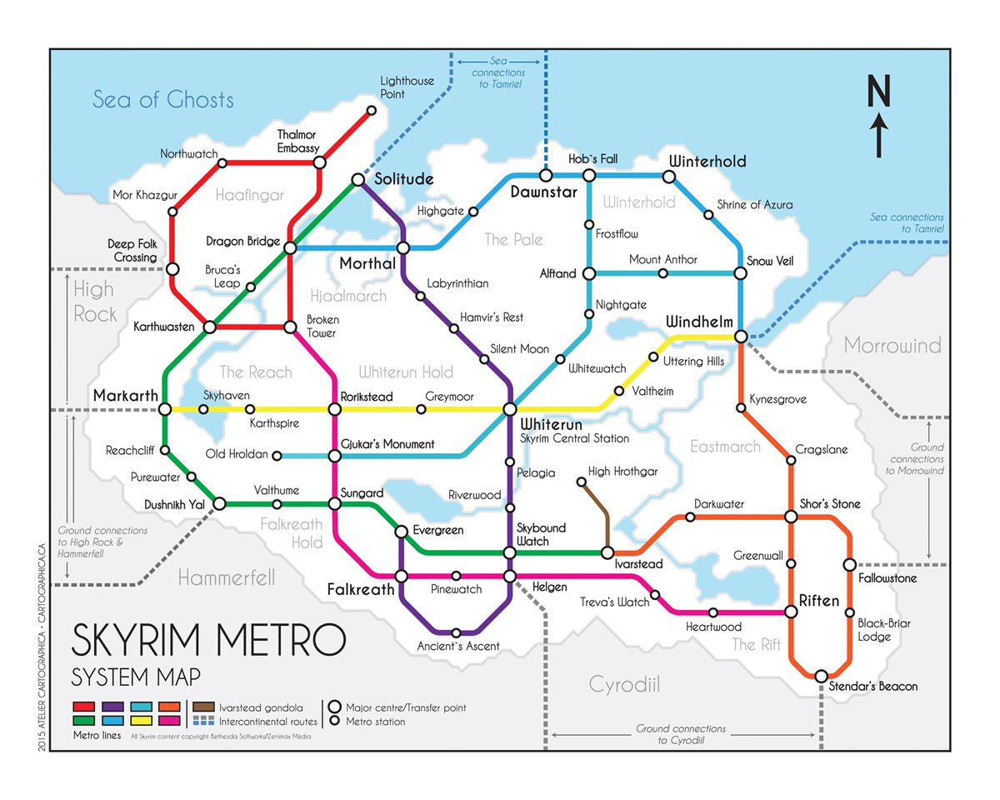 Sea of Ghosts
Lighthouse
Point
Sea
connections
to Tamriel
N
Thalmor
Embassy
Northwatch
Hob`s Fall
Winterhold
Solitude
Dawnstar
Mor Khazgur
Haafingar
Highgate
Winterhold
Shrine of Azura
Sea connections
to Tamriel
Deep Folk
Crossing
Dragon Bridge
The Pale
Frostflow
Morthal
Mount Anthor
Snow Veil
Bruca's
Leap
Alftand
High
Rock
Labyrinthian
Hjaalmarch
Nightgate
Karthwasten
Broken
Tower
Hamvir's Rest
Windhelm
Morrowind
Silent Moon
Whitewatch
Uttering Hills
The Reach
Whiterun Hold
Valtheim
Markarth
Skyhaven
Rorikstead
Greymoor
Kynesgrove
Karthspire
Whiterun
Skyrim Central Station
Reachcliff
Old Hroldan
Gjukar's Monument
Eastmarch
Cragslane
Ground
connections
to Morrowind
Purewater
Pelagia
High Hrothgar
Valthume
Sungard
Riverwood
Dushnikh Yal
Darkwater
Shor's Stone
Ground connections
to High Rock &
Hammerfell
Falkreath
Hold
Evergreen
Skybound
Watch
Greenwall
Ivarstead
Fallowstone
Hammerfell
Falkreath
Pinewatch
Helgen
Treva's Watch
Riften
Heartwood
Black-Briar
Lodge
Ancient`s Ascent
The Rift
SKYRIM METRO
SYSTEM MAP
Cyrodiil
Stendar's Beacon
Ivarstead gondola
Major centre/Transfer point
Intercontinental routes
Metro station
Metro lines
All Skyrim content copyright Bethesda Softworks/Zenimax Media
Ground connections
to Cyrodiil
2015 ATELIER CARTOGRAPHICA • CARTOGRAPHICA.CA